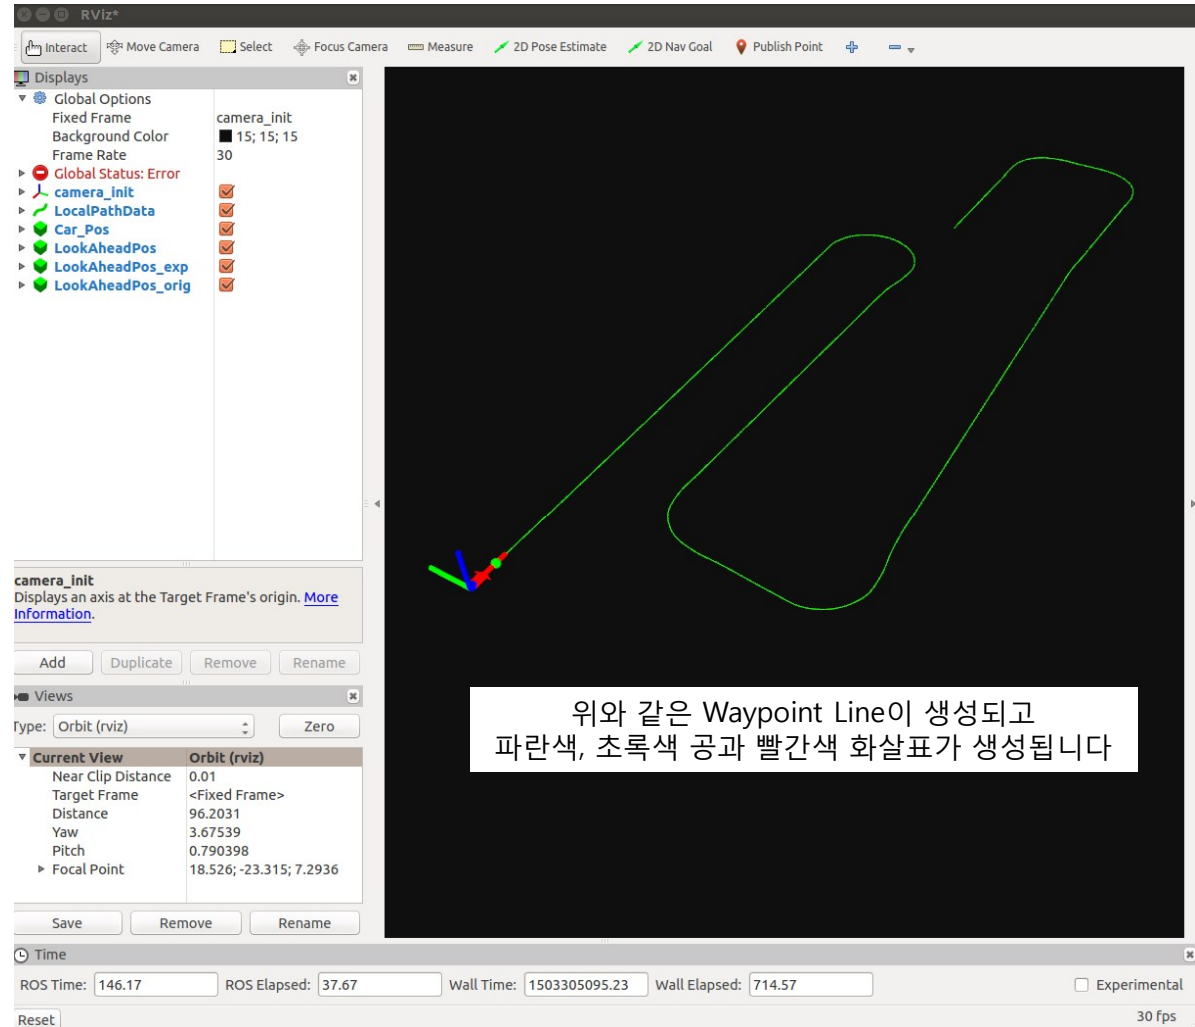 RViz*
Interact Move Camera Select Focus Camera Measure 2D Pose Estimate 2D Nav Goal Publish Point
Displays
Global Options
Fixed Frame camera_init
Background Color 15; 15; 15
Frame Rate 30
Global Status: Error
camera_init
LocalPathData
Car_Pos
LookAheadPos
LookAheadPos_exp
LookAheadPos_orig
camera_init
Displays an axis at the Target Frame's origin. More
Information.
Add Duplicate Remove Rename
Views
Type: Orbit (rviz) Zero
Current View Orbit (rviz)
Near Clip Distance 0.01
Target Frame <Fixed Frame>
Distance 96.2031
Yaw 3.67539
Pitch 0.790398
Focal Point 18.526; -23.315; 7.2936
Save Remove Rename
위와 같은 Waypoint Line이 생성되고
파란색, 초록색 공과 빨간색 화살표가 생성됩니다
Time
ROS Time: 146.17 ROS Elapsed: 37.67 Wall Time: 1503305095.23 Wall Elapsed: 714.57 Experimental
Reset 30 fps